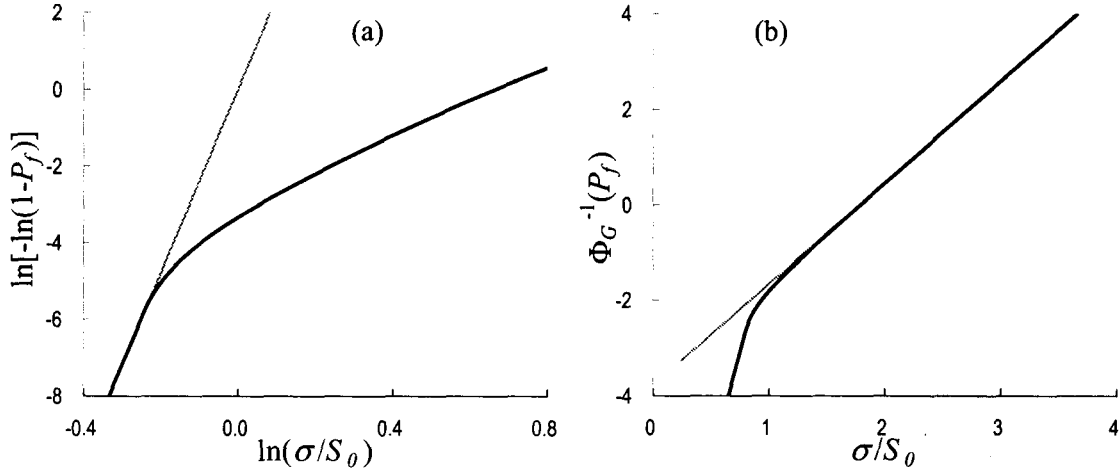 (a)
ln[-ln(1-P_f)]
2
0
-2
-4
-6
-8
-0.4 0.0 0.4 0.8
ln(σ/S_0)
(b)
Φ_G^{-1}(P_f)
4
2
0
-2
-4
0 1 2 3 4
σ/S_0